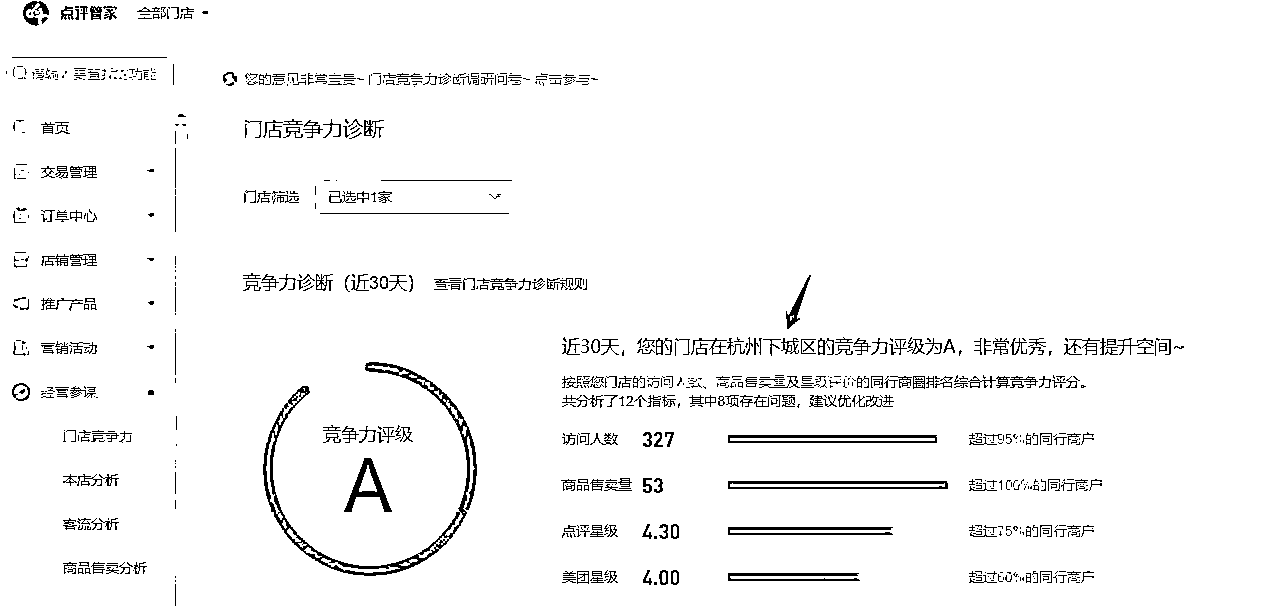 点评管家 全部门店
您的意见非常宝贵~ 门店竞争力诊断调研问卷~ 点击参与~
首页
交易管理
订单中心
店铺管理
推广产品
营销活动
经营参谋
门店竞争力
本店分析
客流分析
商品售卖分析
门店竞争力诊断
门店筛选 已选中1家
竞争力诊断（近30天） 查看门店竞争力诊断规则
竞争力评级
A
近30天，您的门店在杭州下城区的竞争力评级为A，非常优秀，还有提升空间~
按照您门店的访问人数、商品售卖量及星级评价的同行商圈排名综合计算竞争力评分。
共分析了12个指标，其中8项存在问题，建议优化改进
访问人数 327 超过95%的同行商户
商品售卖量 53 超过100%的同行商户
点评星级 4.30 超过75%的同行商户
美团星级 4.00 超过60%的同行商户